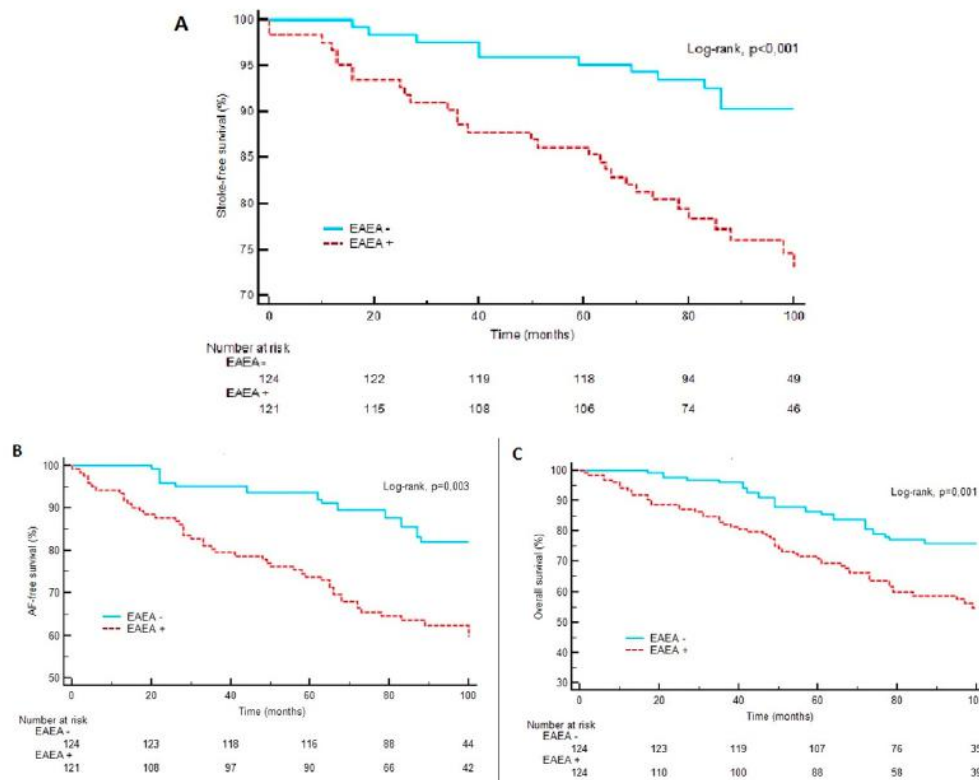 A
Log-rank, p<0,001
Stroke-free survival (%)
100
95
90
85
80
75
70
EAEA -
EAEA +
0 20 40 60 80 100
Time (months)
Number at risk
EAEA -
124 122 119 118 94 49
EAEA +
121 115 108 106 74 46
B
Log-rank, p=0,003
AF-free survival (%)
100
90
80
70
60
50
EAEA -
EAEA +
0 20 40 60 80 100
Time (months)
Number at risk
EAEA -
124 123 118 116 88 44
EAEA +
121 108 97 90 66 42
C
Log-rank, p=0,001
Overall survival (%)
100
90
80
70
60
50
40
30
EAEA -
EAEA +
0 20 40 60 80
Time (months)
Number at risk
EAEA -
124 123 119 107 76
EAEA +
124 110 100 88 58